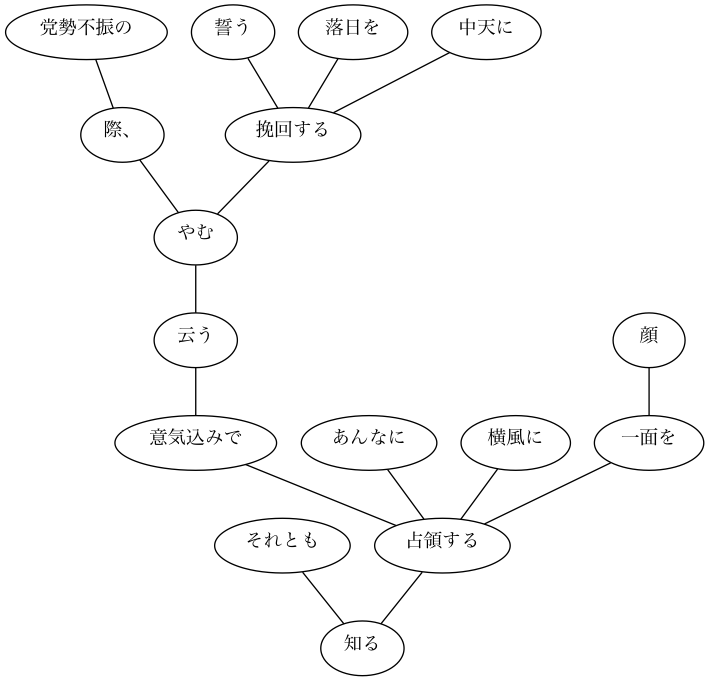 党勢不振の 誓う 落日を 中天に
際、 挽回する
やむ
云う 顔
意気込みで あんなに 横風に 一面を
それとも 占領する
知る